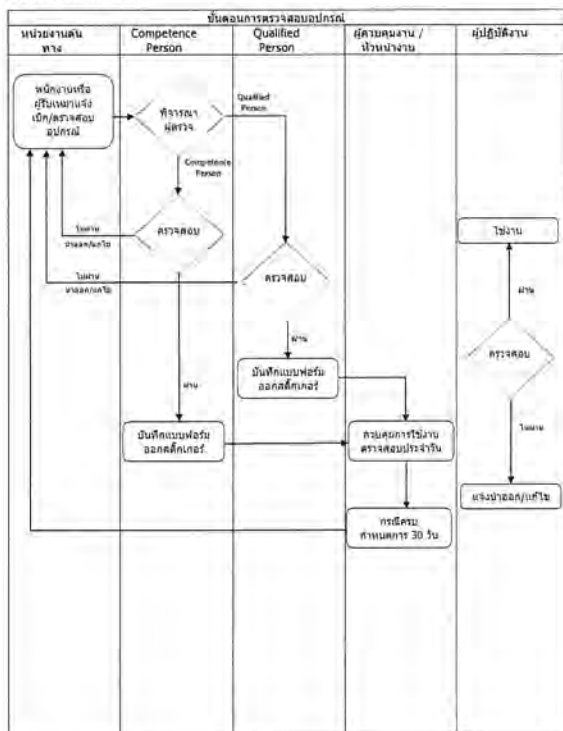 ขั้นตอนการตรวจสอบอุปกรณ์
หน่วยงานต้น
ทาง
Competence
Person
Qualified
Person
ผู้ควบคุมงาน /
หัวหน้างาน
ผู้ปฏิบัติงาน
พนักงานหรือ
ผู้รับเหมาแจ้ง
เบิก/ตรวจสอบ
อุปกรณ์
พิจารณา
ผู้ตรวจ
Qualified
Person
Competence
Person
ตรวจสอบ
ไม่ผ่าน
นำออก/แก้ไข
ไม่ผ่าน
นำออก/แก้ไข
ตรวจสอบ
ใช้งาน
ผ่าน
ตรวจสอบ
ไม่ผ่าน
แจ้งนำออก/แก้ไข
ผ่าน
บันทึกแบบฟอร์ม
ออกสติ๊กเกอร์
ผ่าน
บันทึกแบบฟอร์ม
ออกสติ๊กเกอร์
ควบคุมการใช้งาน
ตรวจสอบประจำวัน
กรณีครบ
กำหนดการ 30 วัน